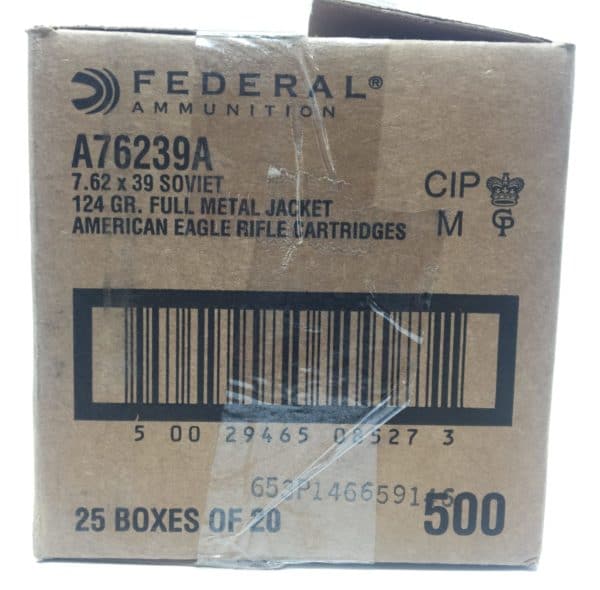 FEDERAL®
AMMUNITION
A76239A
7.62 x 39 SOVIET
124 GR. FULL METAL JACKET
AMERICAN EAGLE RIFLE CARTRIDGES
CIP
M GP
5 00 29465 08527 3
25 BOXES OF 20
500